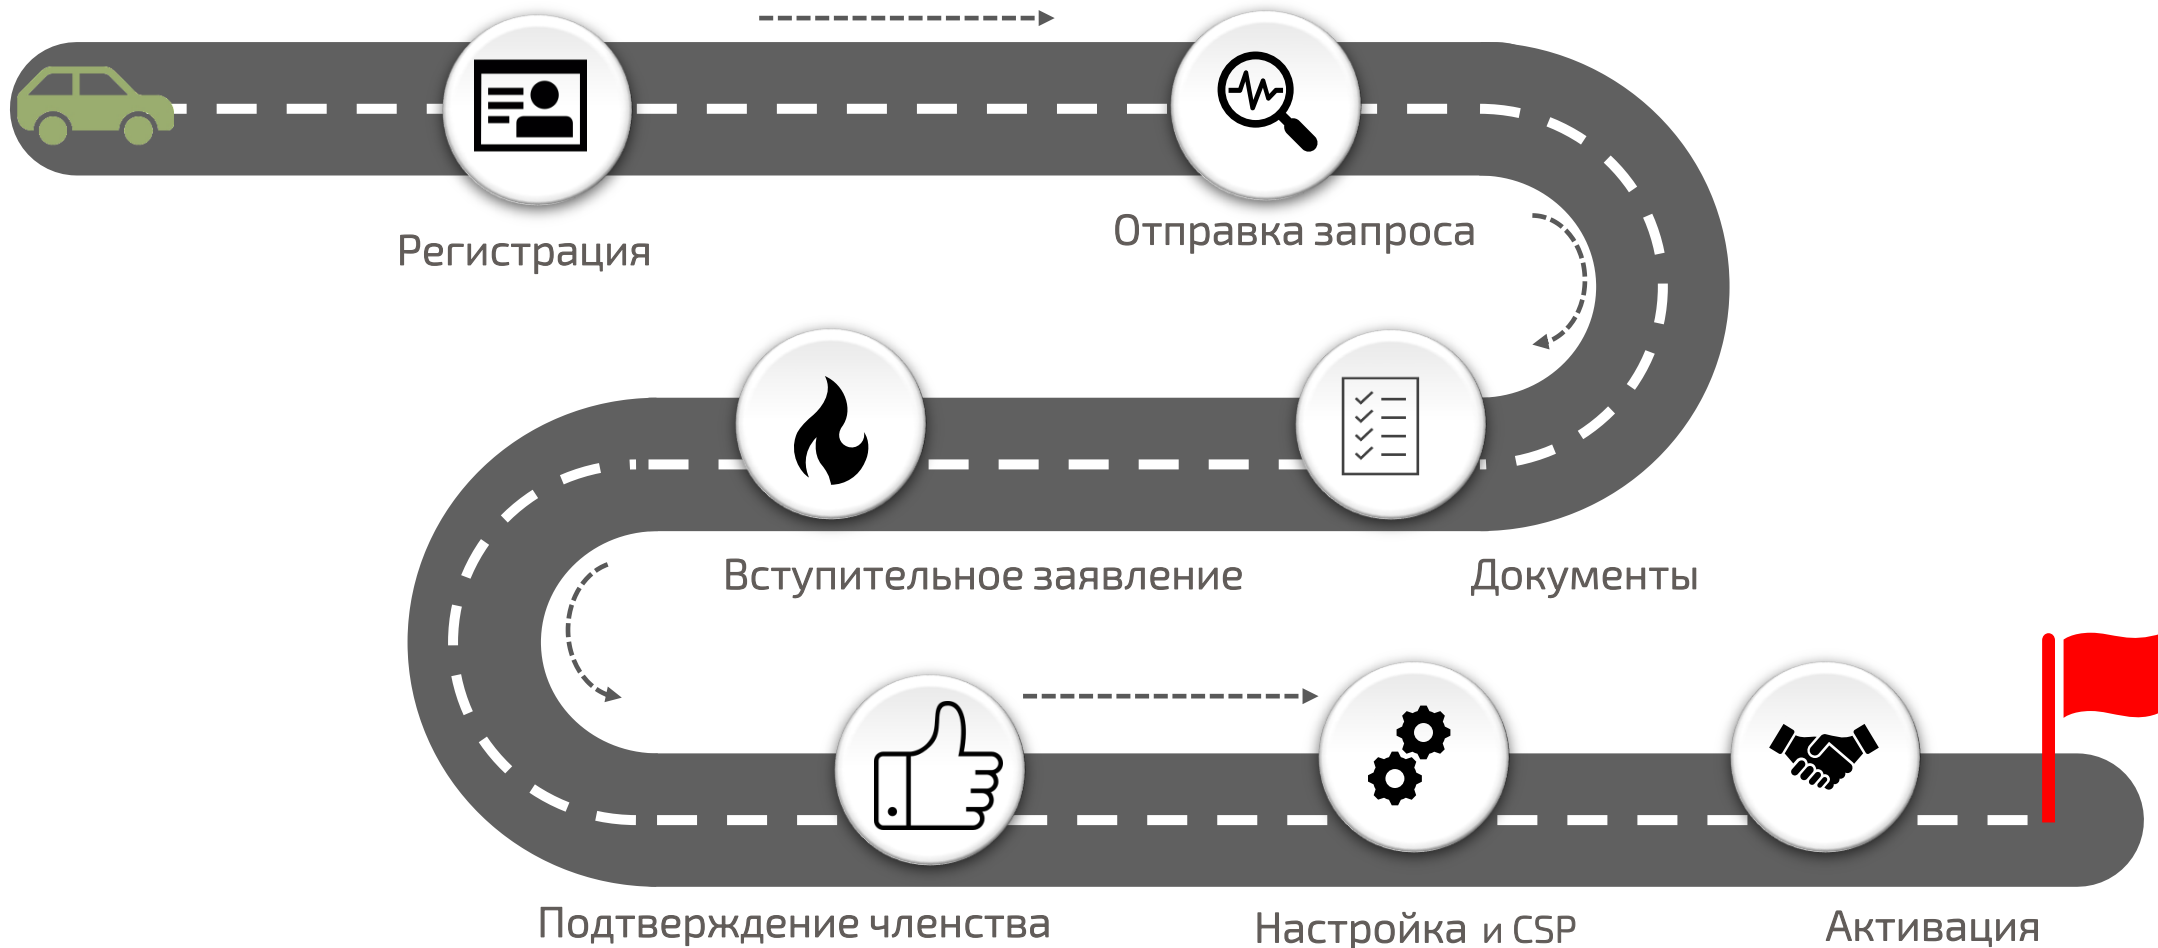 Регистрация
Отправка запроса
Вступительное заявление
Документы
Подтверждение членства
Настройка и CSP
Активация